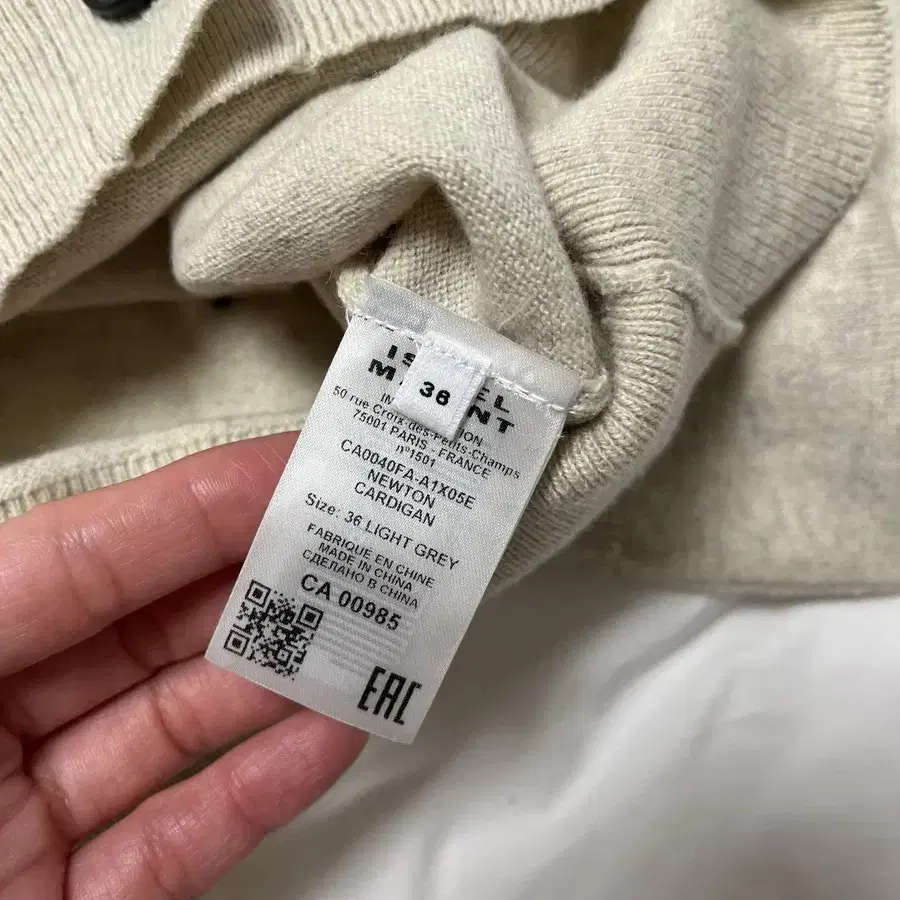 36
50 rue Croix-des-Petits-Champs
75001 PARIS - FRANCE
n°1501
CA0040FA-A1X05E
NEWTON
CARDIGAN
Size: 36 LIGHT GREY
FABRIQUE EN CHINE
MADE IN CHINA
СДЕЛАНО В CHINA
CA 00985
EAC